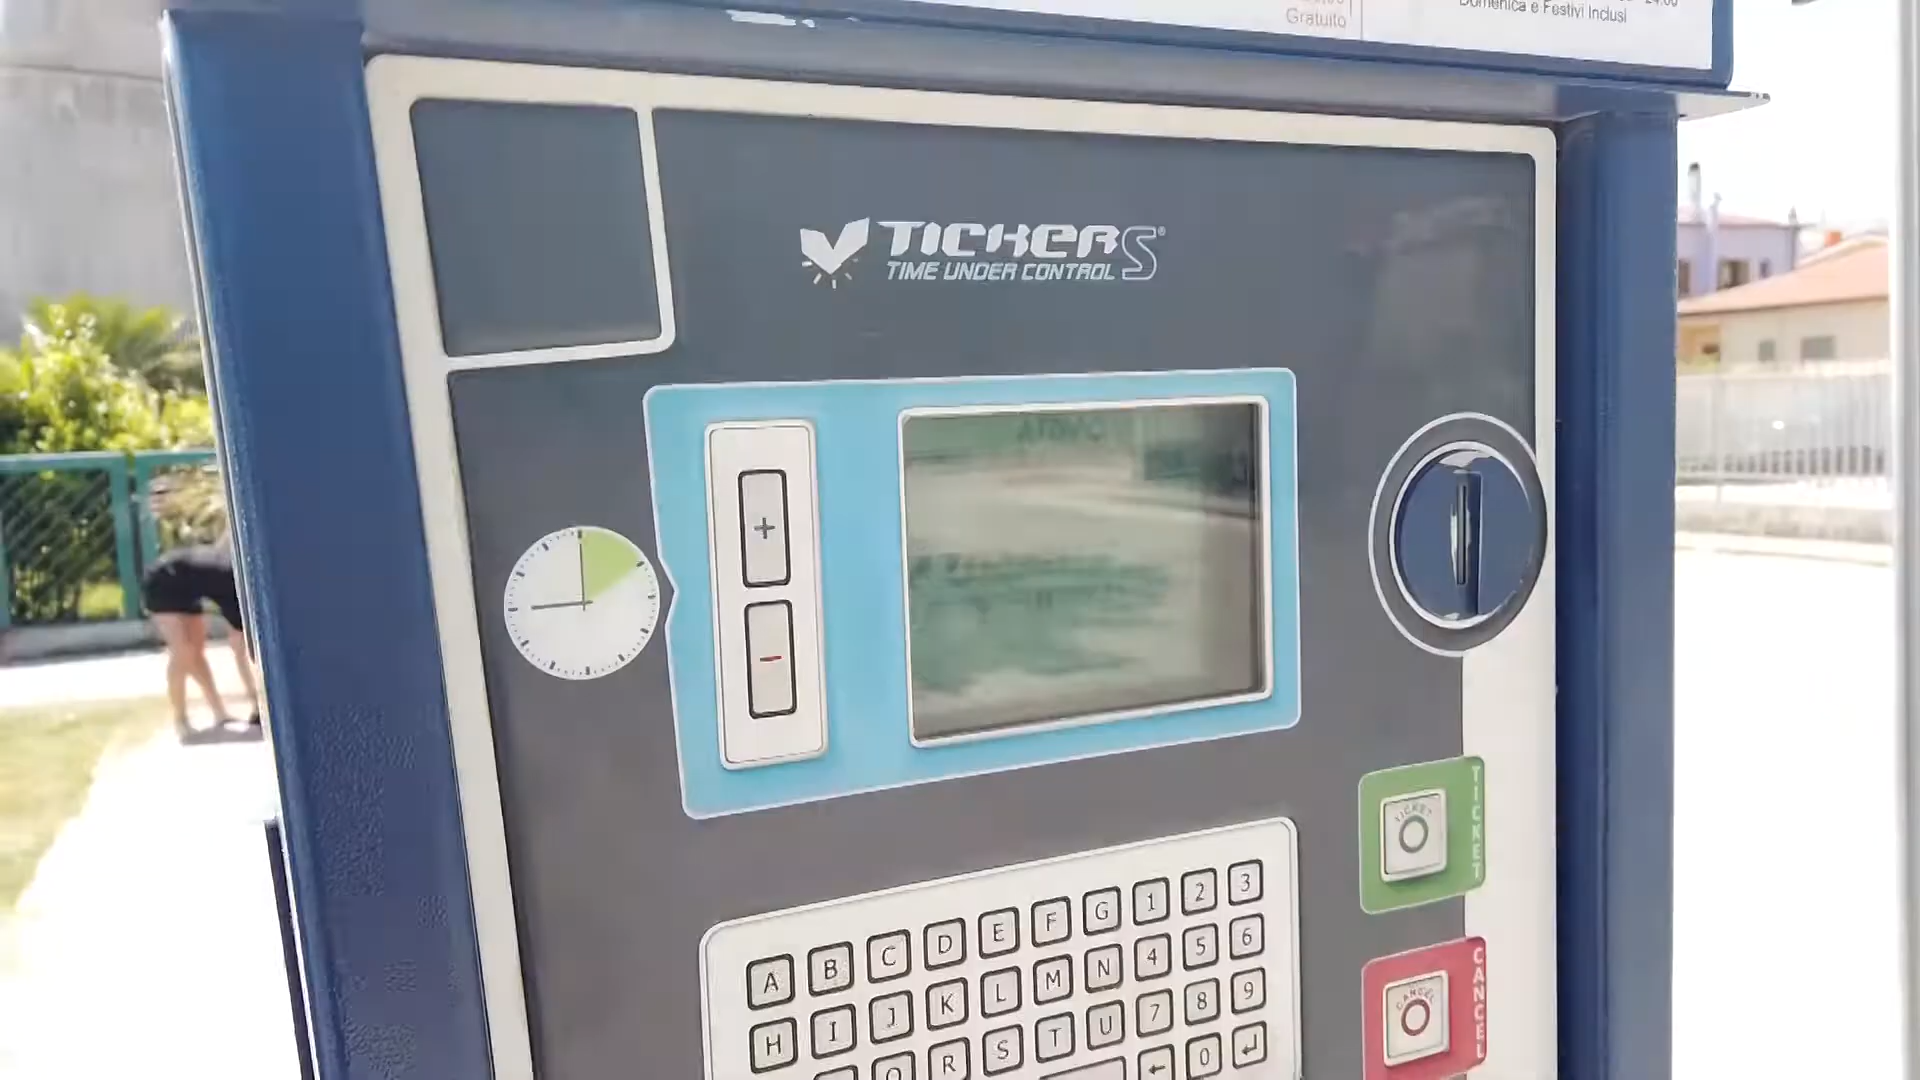 Gratuito
Domenica e Festivi Inclusi
TICKER S®
TIME UNDER CONTROL
+
-
TICKET
TICKET
A B C D E F G 1 2 3
H I J K L M N 4 5 6
Q R S T U 7 8 9
← 0 ↵
CANCEL
CANCEL